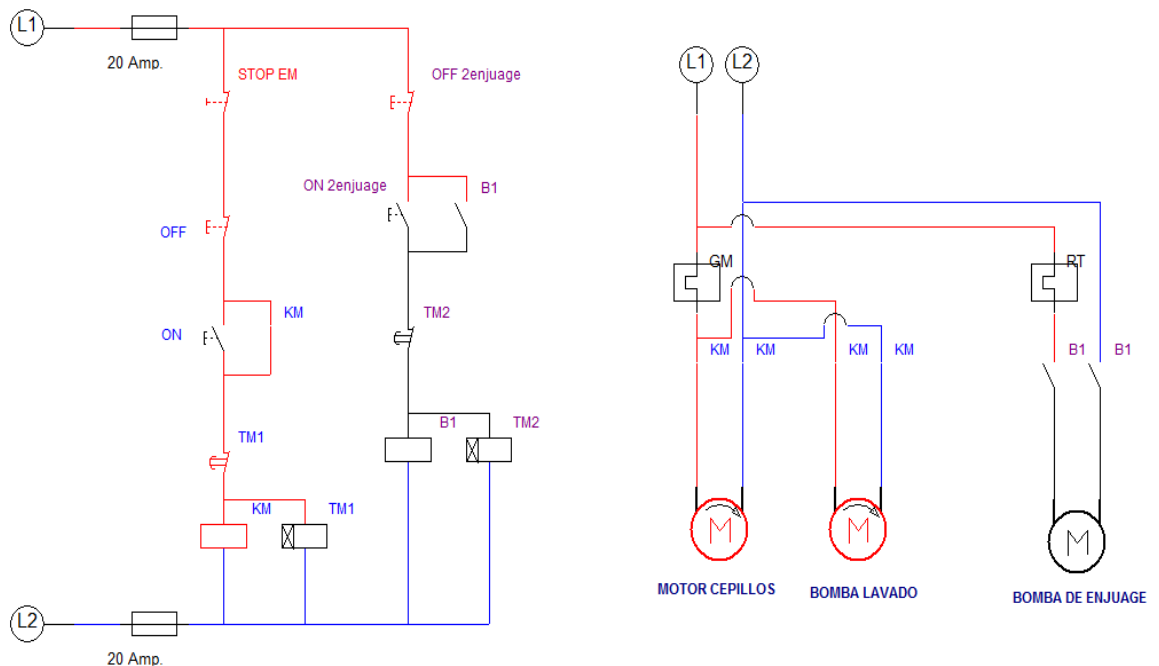 L1
20 Amp.
STOP EM
OFF 2enjuage
ON 2enjuage
B1
OFF
KM
ON
TM2
TM1
B1
TM2
KM
TM1
L2
20 Amp.
L1
L2
GM
RT
KM
KM
KM
KM
B1
B1
M
M
M
MOTOR CEPILLOS
BOMBA LAVADO
BOMBA DE ENJUAGE